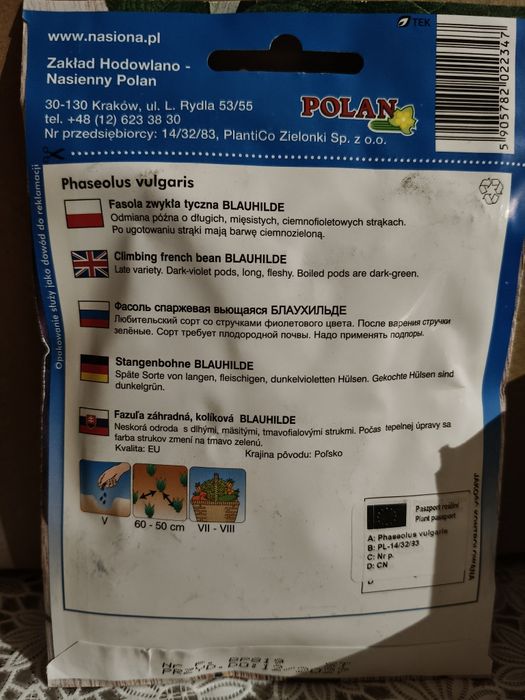 www.nasiona.pl
TEK
Zakład Hodowlano -
Nasienny Polan
30-130 Kraków, ul. L. Rydla 53/55
tel. +48 (12) 623 38 30
Nr przedsiębiorcy: 14/32/83, PlantiCo Zielonki Sp. z o.o.
POLAN
5 905782 022347
Opakowanie służy jako dowód do reklamacji
Phaseolus vulgaris
Fasola zwykła tyczna BLAUHILDE
Odmiana późna o długich, mięsistych, ciemnofioletowych strąkach.
Po ugotowaniu strąki mają barwę ciemnozieloną.
Climbing french bean BLAUHILDE
Late variety. Dark-violet pods, long, fleshy. Boiled pods are dark-green.
Фасоль спаржевая вьющаяся БЛАУХИЛЬДЕ
Любительский сорт со стручками фиолетового цвета. После варения стручки
зелёные. Сорт требует плодородной почвы. Надо применять подпоры.
Stangenbohne BLAUHILDE
Späte Sorte von langen, fleischigen, dunkelvioletten Hülsen. Gekochte Hülsen sind
dunkelgrün.
Fazuľa záhradná, kolíková BLAUHILDE
Neskorá odroda s dlhými, mäsitými, tmavofialovými strukmi. Počas tepelnej úpravy sa
farba strukov zmení na tmavo zelenú.
Kvalita: EU Krajina pôvodu: Poľsko
V
60 - 50 cm
VII - VIII
Paszport roślin/
Plant passport
A: Phaseolus vulgaris
B: PL-14/32/83
C: Nr p.
D: CN